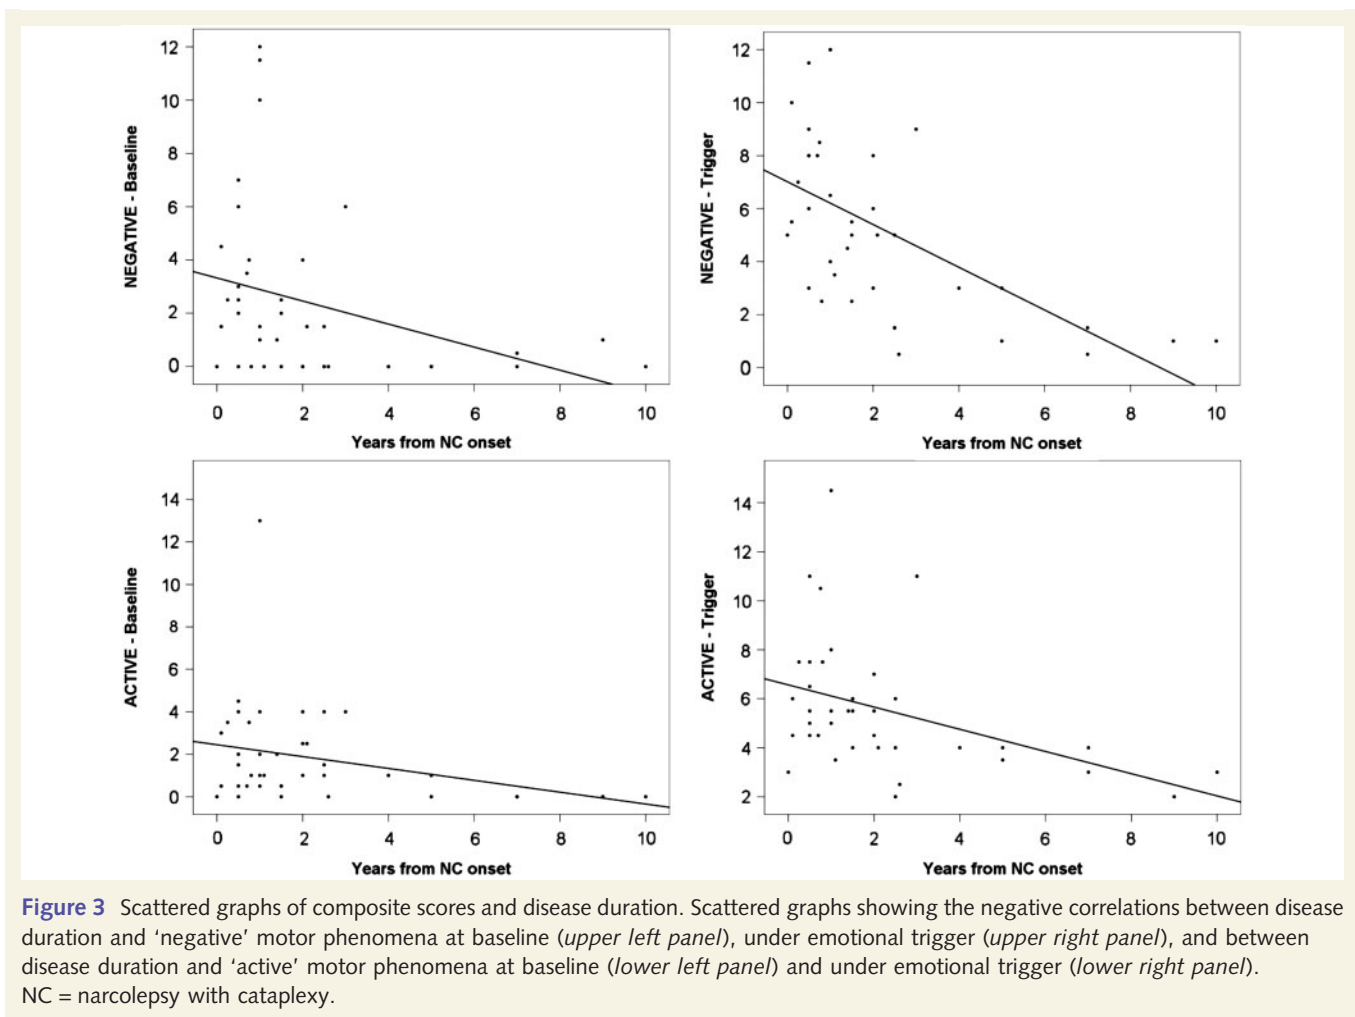 12
10
8
6
4
2
0
NEGATIVE - Baseline
0 2 4 6 8 10
Years from NC onset
12
10
8
6
4
2
0
NEGATIVE - Trigger
0 2 4 6 8 10
Years from NC onset
14
12
10
8
6
4
2
0
ACTIVE - Baseline
0 2 4 6 8 10
Years from NC onset
14
12
10
8
6
4
2
ACTIVE - Trigger
0 2 4 6 8 10
Years from NC onset
Figure 3 Scattered graphs of composite scores and disease duration. Scattered graphs showing the negative correlations between disease
duration and ‘negative’ motor phenomena at baseline (upper left panel), under emotional trigger (upper right panel), and between
disease duration and ‘active’ motor phenomena at baseline (lower left panel) and under emotional trigger (lower right panel).
NC = narcolepsy with cataplexy.